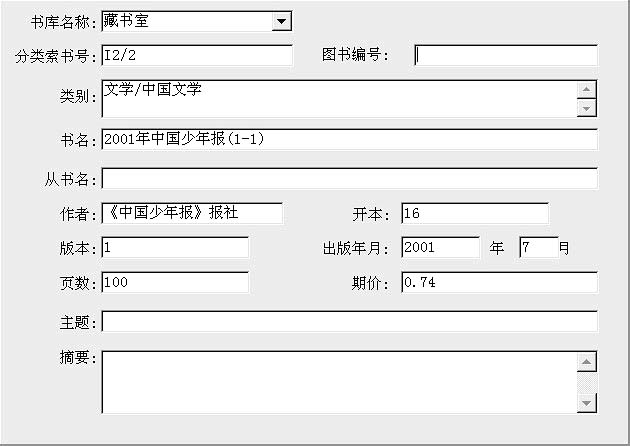 书库名称: 藏书室
分类索书号: I2/2 图书编号:
类别: 文学/中国文学
书名: 2001年中国少年报(1-1)
从书名:
作者: 《中国少年报》报社 开本: 16
版本: 1 出版年月: 2001 年 7 月
页数: 100 期价: 0.74
主题:
摘要: